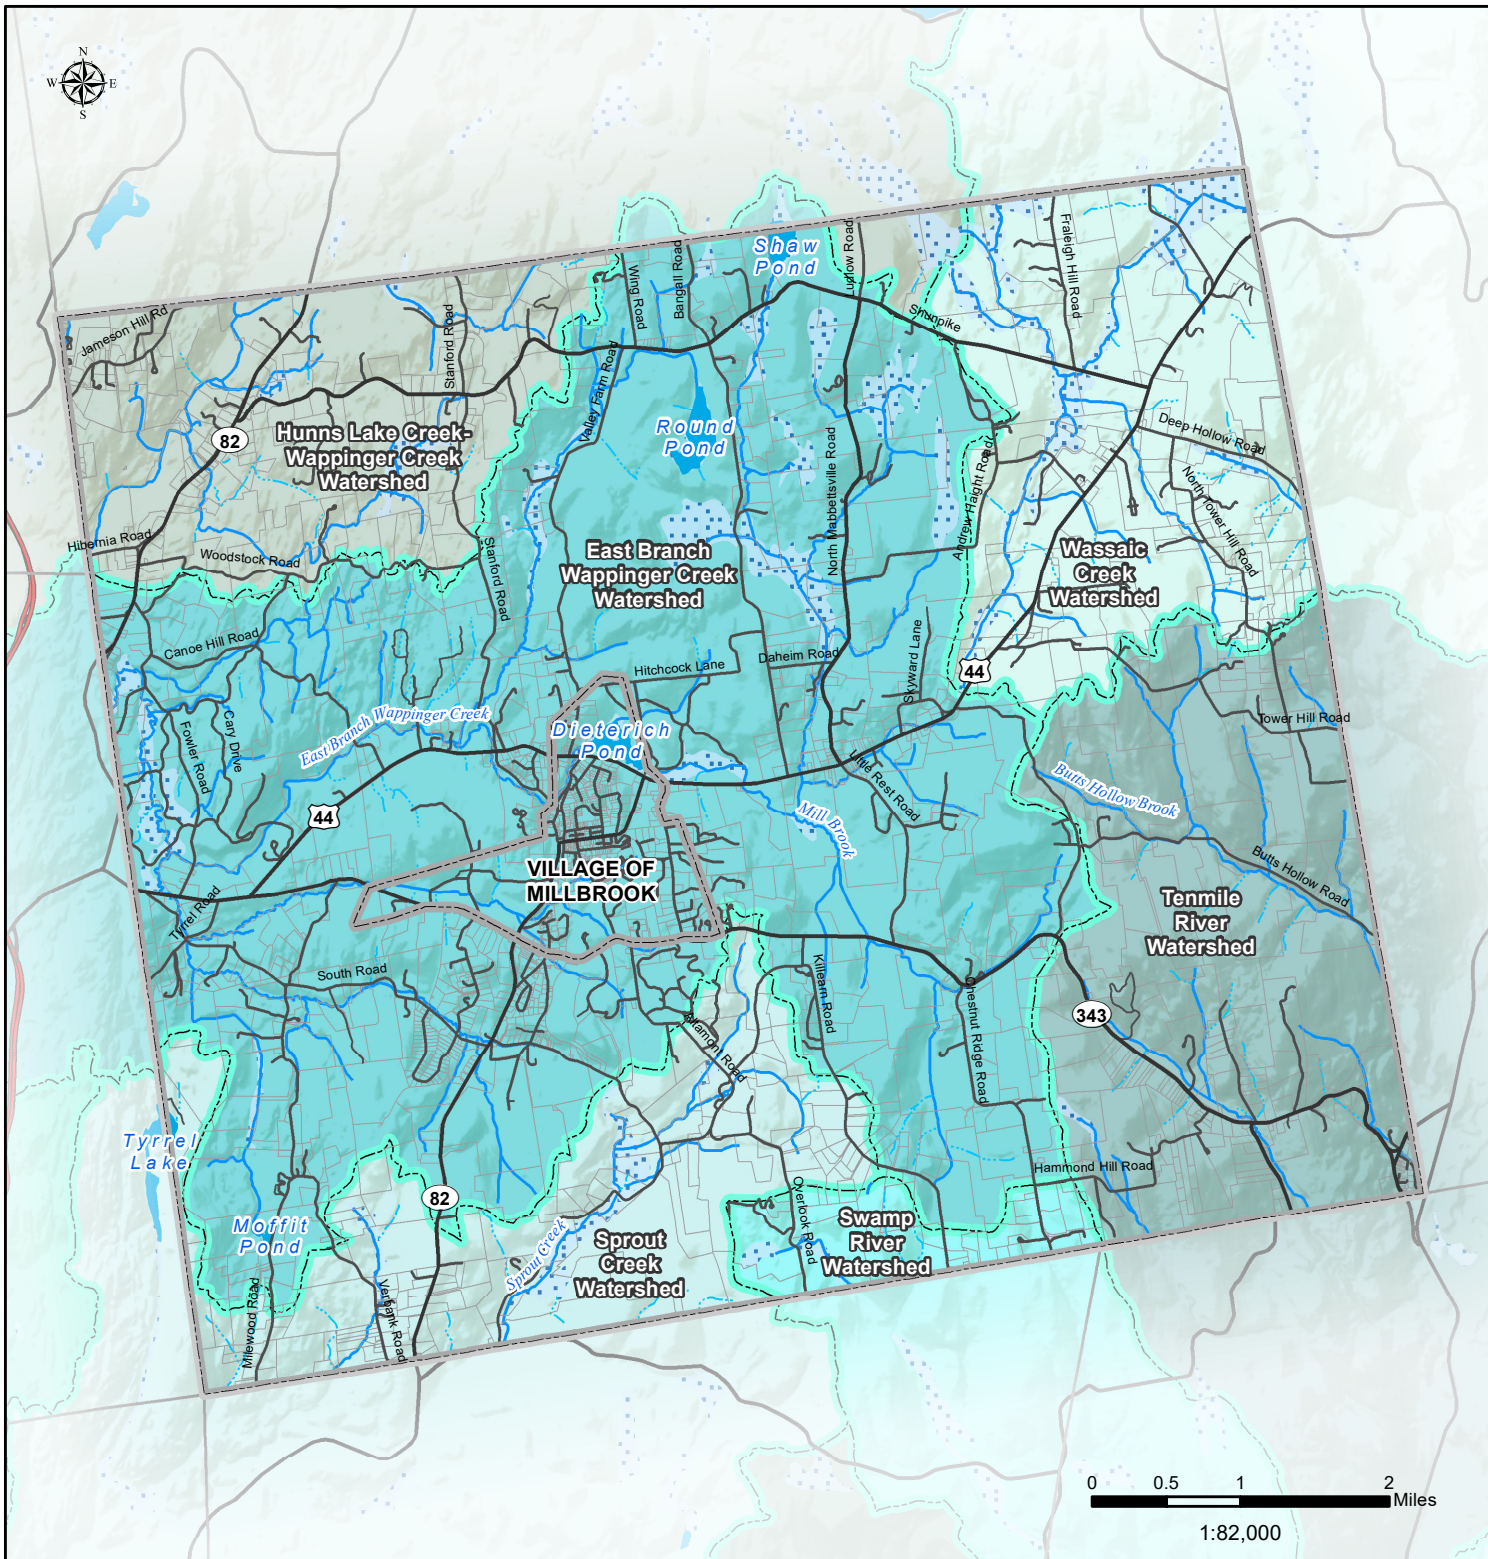 N
W
E
S
Shaw
Pond
Ludlow Road
Fraleigh Hill Road
Wing Road
Bangall Road
Jameson Hill Rd
Stanford Road
Shunpike
Valley Farm Road
82
Hunns Lake Creek-
Wappinger Creek
Watershed
Round
Pond
North Mabbettsville Road
Andrew Haight Road
Deep Hollow Road
North Tower Hill Road
Hibernia Road
Woodstock Road
Stanford Road
East Branch
Wappinger Creek
Watershed
Wassaic
Creek
Watershed
Canoe Hill Road
Hitchcock Lane
Daheim Road
Skyward Lane
44
Fowler Road
Cary Drive
East Branch Wappinger Creek
Dieterich
Pond
Tower Hill Road
Little Rest Road
Butts Hollow Brook
44
Mill Brook
VILLAGE OF
MILLBROOK
Butts Hollow Road
Tyrrel Road
Tenmile
River
Watershed
South Road
Killearn Road
Chestnut Ridge Road
343
Altamont Road
Tyrrel
Lake
Hammond Hill Road
82
Moffit
Pond
Overlook Road
Swamp
River
Watershed
Sprout Creek
Sprout
Creek
Watershed
Milewood Road
Verbank Road
0
0.5
1
2
Miles
1:82,000